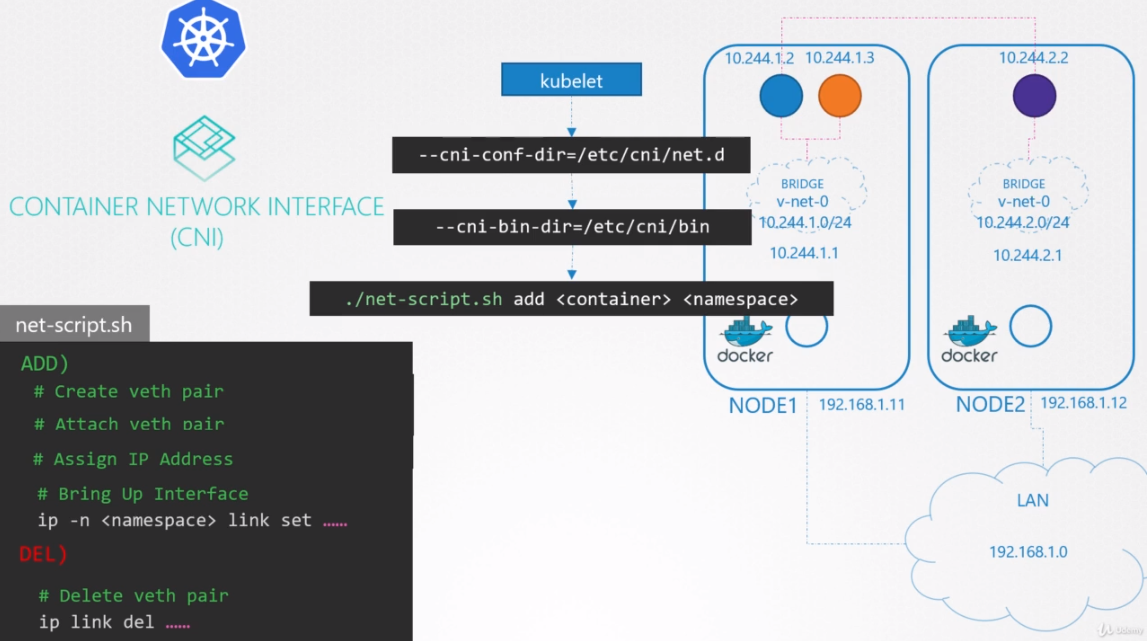 CONTAINER NETWORK INTERFACE
(CNI)
kubelet
--cni-conf-dir=/etc/cni/net.d
--cni-bin-dir=/etc/cni/bin
./net-script.sh add <container> <namespace>
net-script.sh
ADD)
# Create veth pair
# Attach veth pair
# Assign IP Address
# Bring Up Interface
ip -n <namespace> link set ……
DEL)
# Delete veth pair
ip link del ……
10.244.1.2 10.244.1.3
BRIDGE
v-net-0
10.244.1.0/24
10.244.1.1
docker
NODE1 192.168.1.11
10.244.2.2
BRIDGE
v-net-0
10.244.2.0/24
10.244.2.1
docker
NODE2 192.168.1.12
LAN
192.168.1.0
Udemy